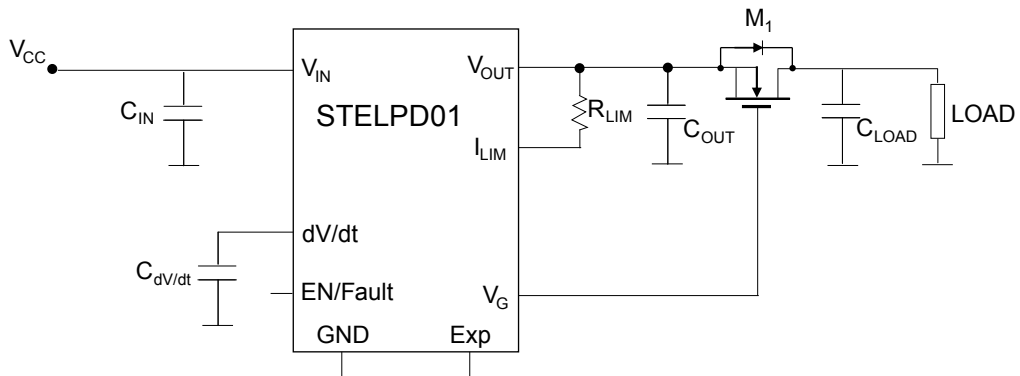 M1
VCC
VIN
VOUT
CIN
STELPD01
RLIM
COUT
CLOAD
LOAD
ILIM
dV/dt
CdV/dt
EN/Fault
VG
GND
Exp